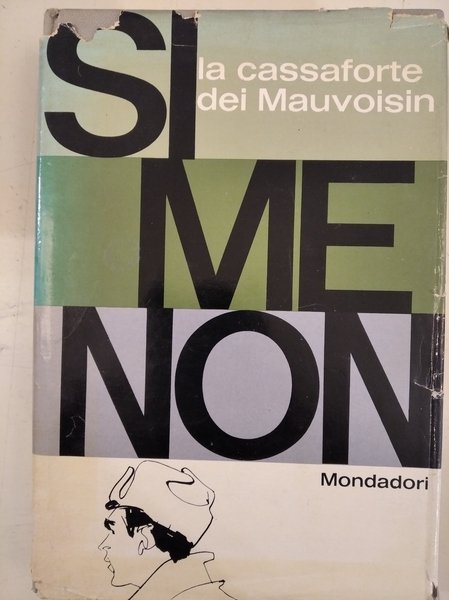 SI
la cassaforte
dei Mauvoisin
ME
NON
Mondadori